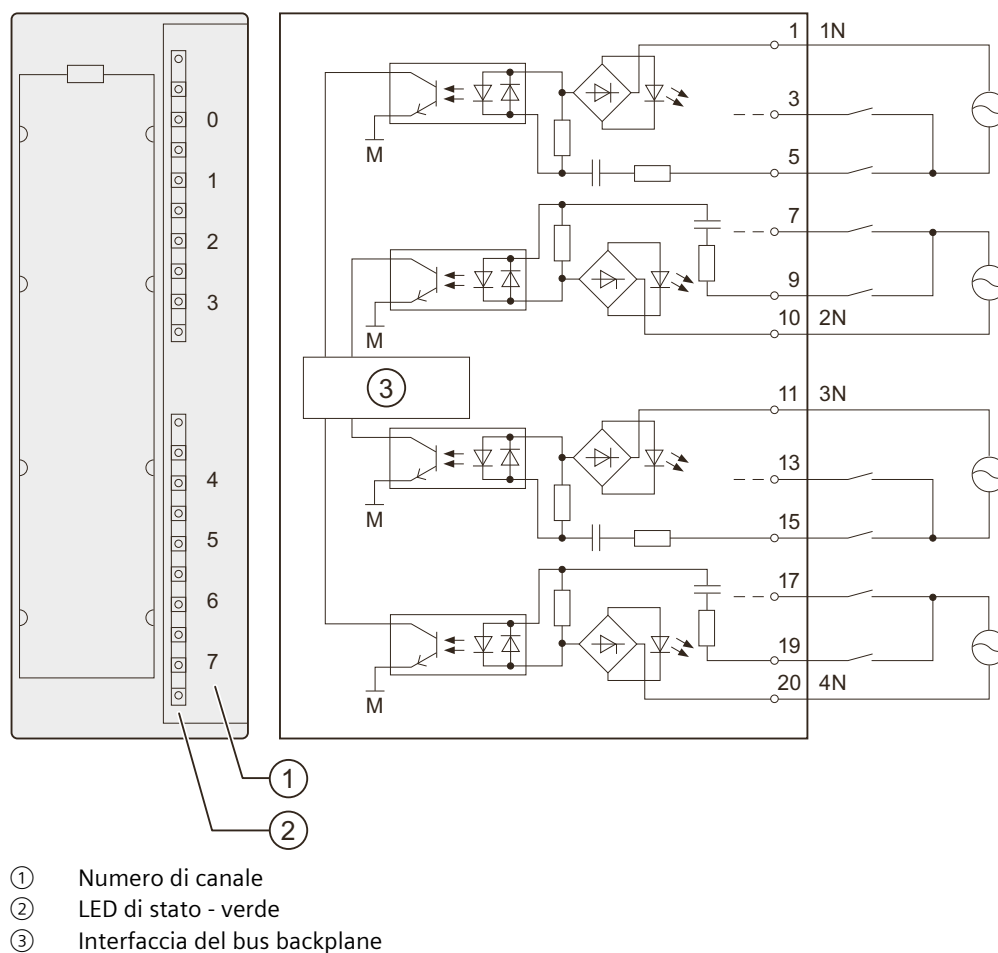 0
1
2
3
4
5
6
7
1 1N
3
5
M
7
9
10 2N
M
③
11 3N
13
15
M
17
19
20 4N
M
①
②
① Numero di canale
② LED di stato - verde
③ Interfaccia del bus backplane